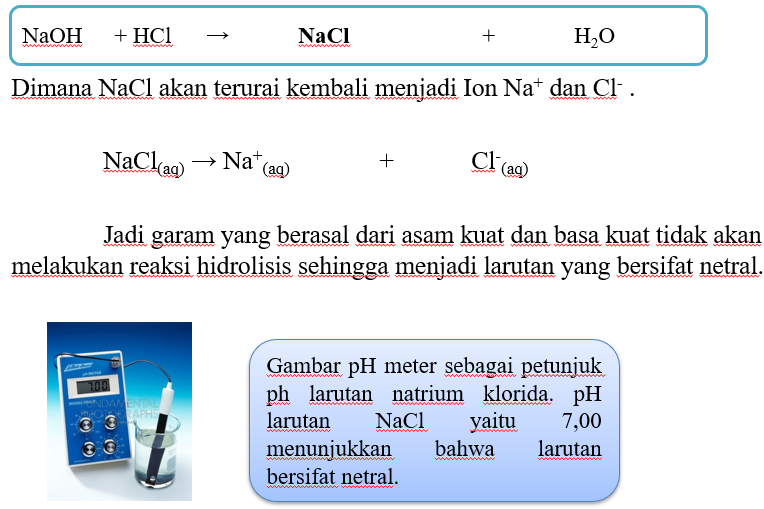 NaOH + HCl → NaCl + H₂O
Dimana NaCl akan terurai kembali menjadi Ion Na⁺ dan Cl⁻ .
NaCl(aq) → Na⁺(aq) + Cl⁻(aq)
Jadi garam yang berasal dari asam kuat dan basa kuat tidak akan
melakukan reaksi hidrolisis sehingga menjadi larutan yang bersifat netral.
7.00
Gambar pH meter sebagai petunjuk
ph larutan natrium klorida. pH
larutan NaCl yaitu 7,00
menunjukkan bahwa larutan
bersifat netral.